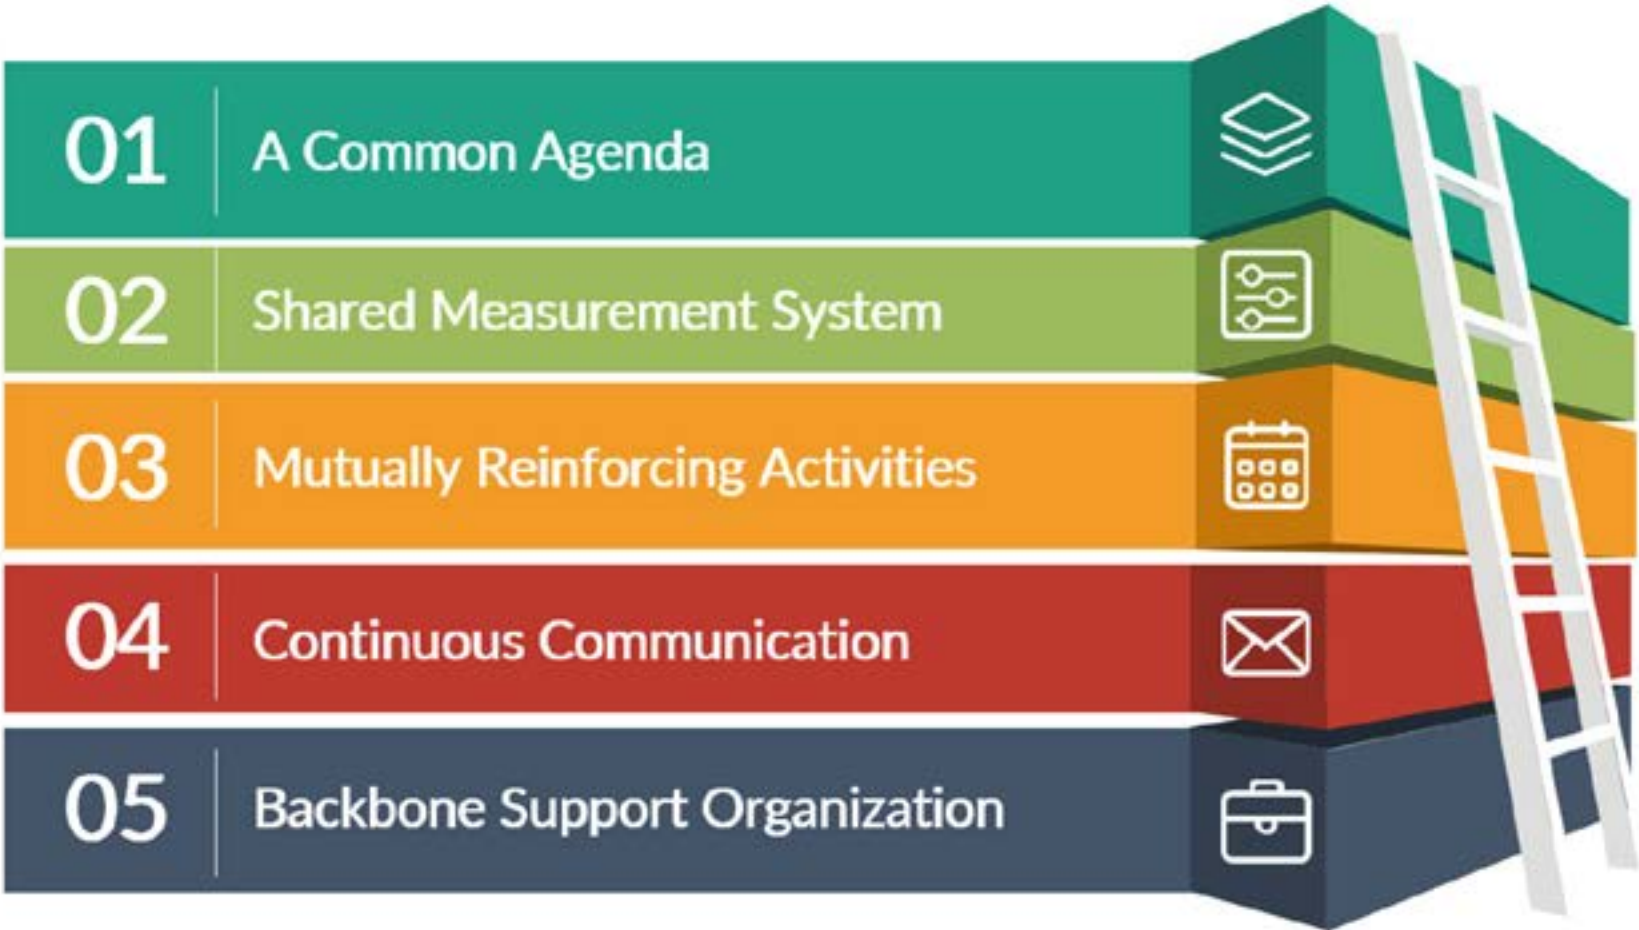 01 A Common Agenda
02 Shared Measurement System
03 Mutually Reinforcing Activities
04 Continuous Communication
05 Backbone Support Organization